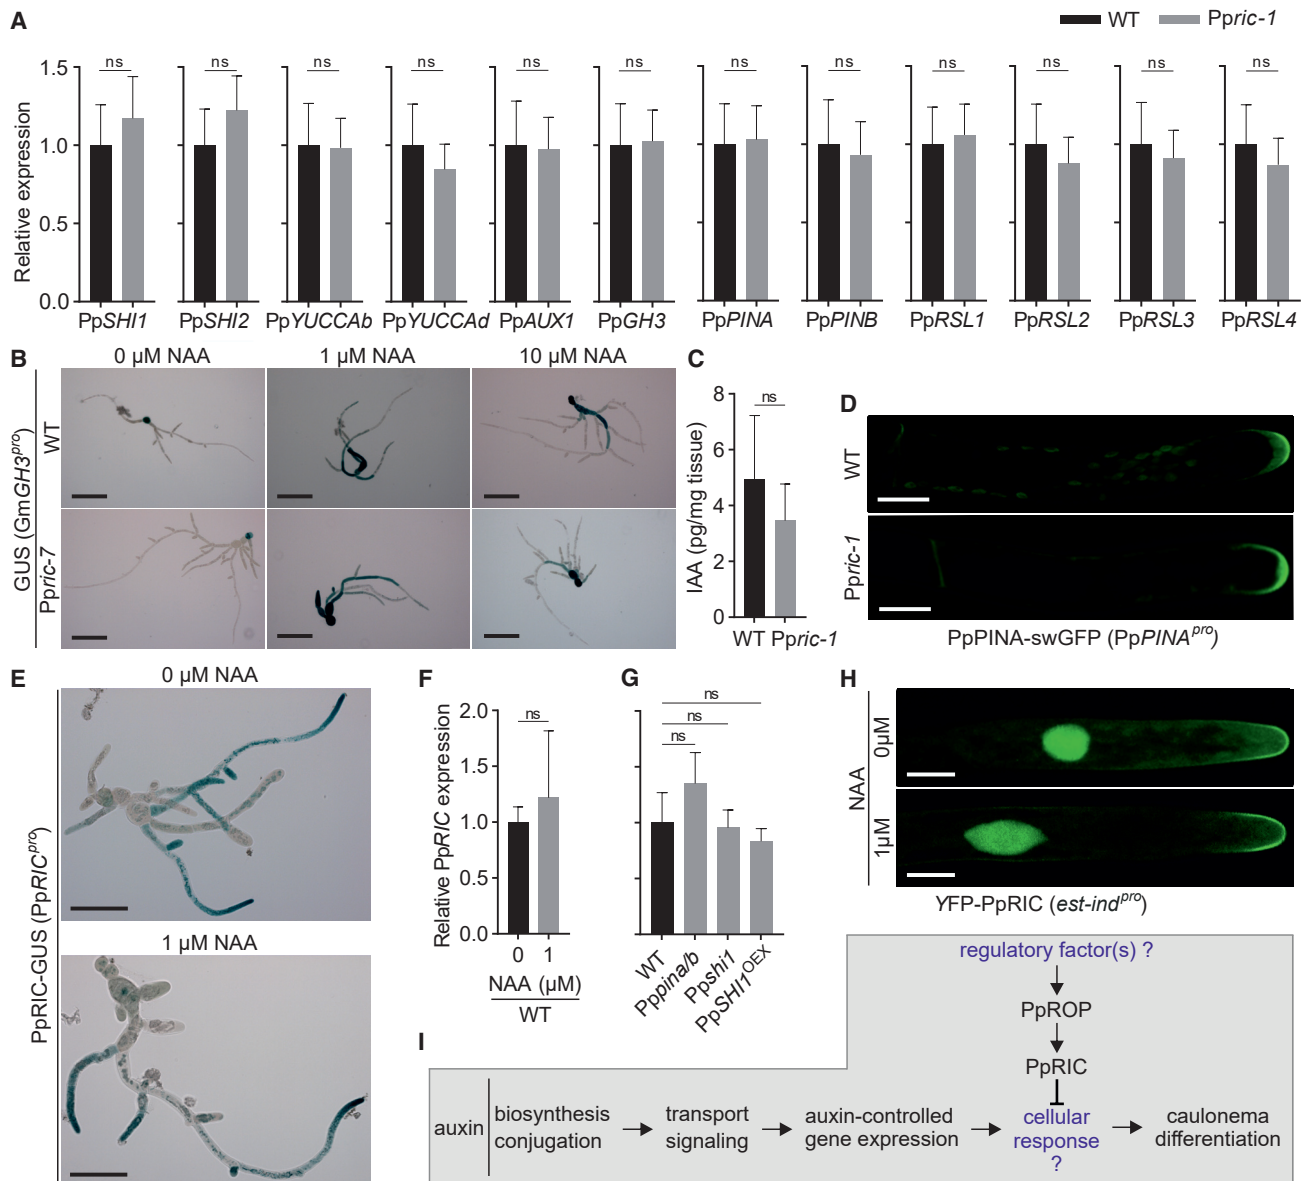 A
WT
Ppric-1
Relative expression
1.5
1.0
0.5
0.0
ns ns ns ns ns ns ns ns ns ns ns ns
PpSHI1 PpSHI2 PpYUCCAb PpYUCCAd PpAUX1 PpGH3 PpPINA PpPINB PpRSL1 PpRSL2 PpRSL3 PpRSL4
B
0 µM NAA 1 µM NAA 10 µM NAA
GUS (GmGH3pro)
WT
Ppric-7
C
IAA (pg/mg tissue)
8
6
4
2
0
ns
WT Ppric-1
D
WT
Ppric-1
PpPINA-swGFP (PpPINApro)
E
PpRIC-GUS (PpRICpro)
0 µM NAA
1 µM NAA
F
Relative PpRIC expression
2.0
1.5
1.0
0.5
0.0
ns
0 1
NAA (µM)
WT
G
ns
ns
ns
WT
Pppina/b
Ppshi1
PpSHI1OEX
H
NAA
0µM
1µM
YFP-PpRIC (est-indpro)
I
regulatory factor(s) ?
PpROP
PpRIC
auxin
biosynthesis
conjugation
transport
signaling
auxin-controlled
gene expression
cellular
response
?
caulonema
differentiation